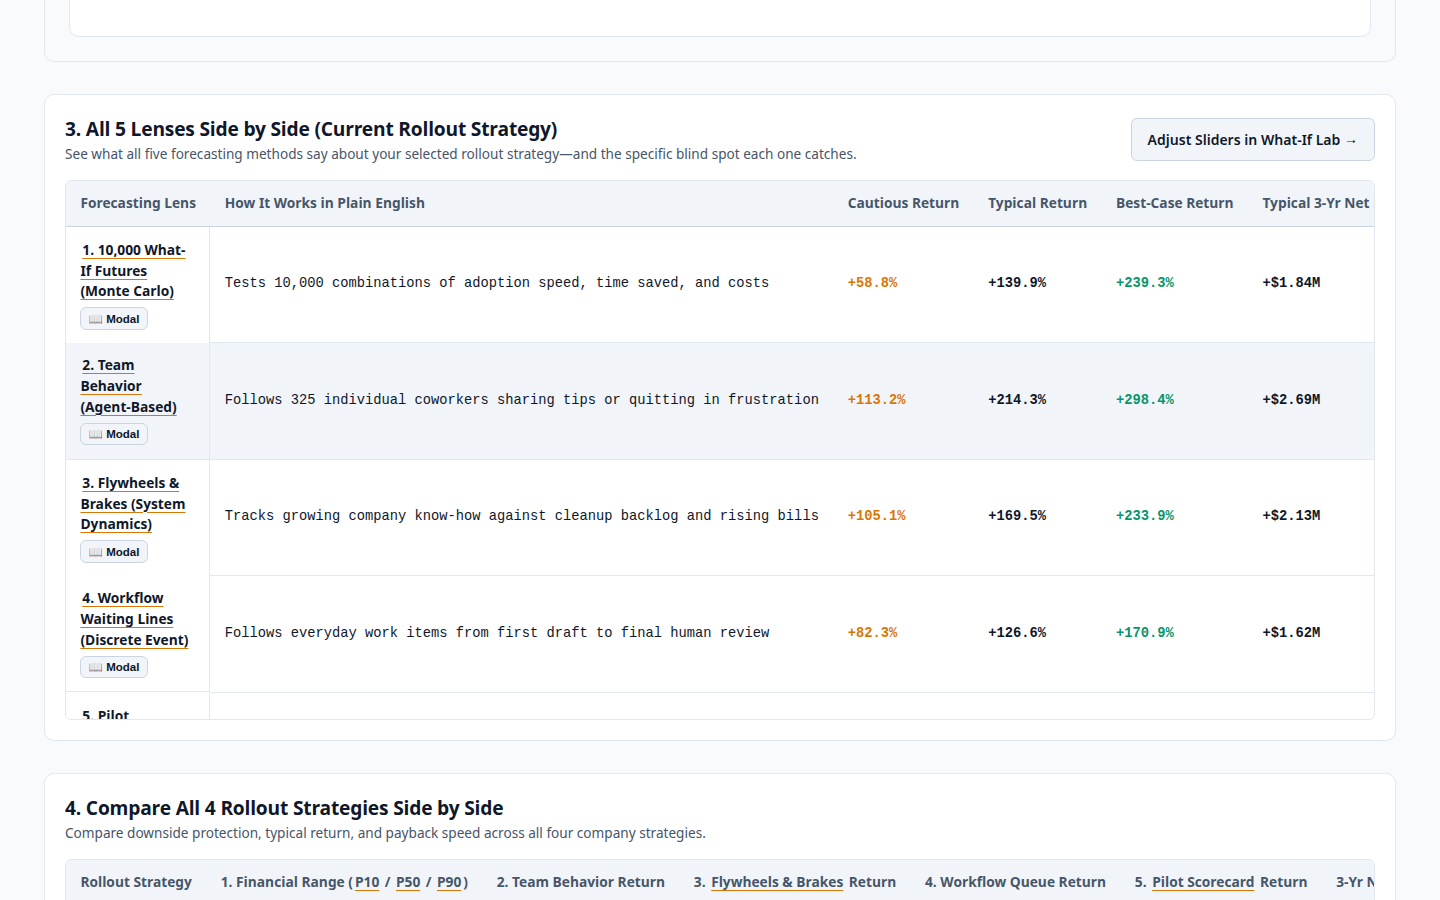 3. All 5 Lenses Side by Side (Current Rollout Strategy)
See what all five forecasting methods say about your selected rollout strategy—and the specific blind spot each one catches.
Adjust Sliders in What-If Lab →
Forecasting Lens How It Works in Plain English Cautious Return Typical Return Best-Case Return Typical 3-Yr Net
1. 10,000 What-
If Futures
(Monte Carlo)
📖 Modal
Tests 10,000 combinations of adoption speed, time saved, and costs +58.8% +139.9% +239.3% +$1.84M
2. Team
Behavior
(Agent-Based)
📖 Modal
Follows 325 individual coworkers sharing tips or quitting in frustration +113.2% +214.3% +298.4% +$2.69M
3. Flywheels &
Brakes (System
Dynamics)
📖 Modal
Tracks growing company know-how against cleanup backlog and rising bills +105.1% +169.5% +233.9% +$2.13M
4. Workflow
Waiting Lines
(Discrete Event)
📖 Modal
Follows everyday work items from first draft to final human review +82.3% +126.6% +170.9% +$1.62M
5. Pilot
4. Compare All 4 Rollout Strategies Side by Side
Compare downside protection, typical return, and payback speed across all four company strategies.
Rollout Strategy 1. Financial Range (P10 / P50 / P90) 2. Team Behavior Return 3. Flywheels & Brakes Return 4. Workflow Queue Return 5. Pilot Scorecard Return 3-Yr